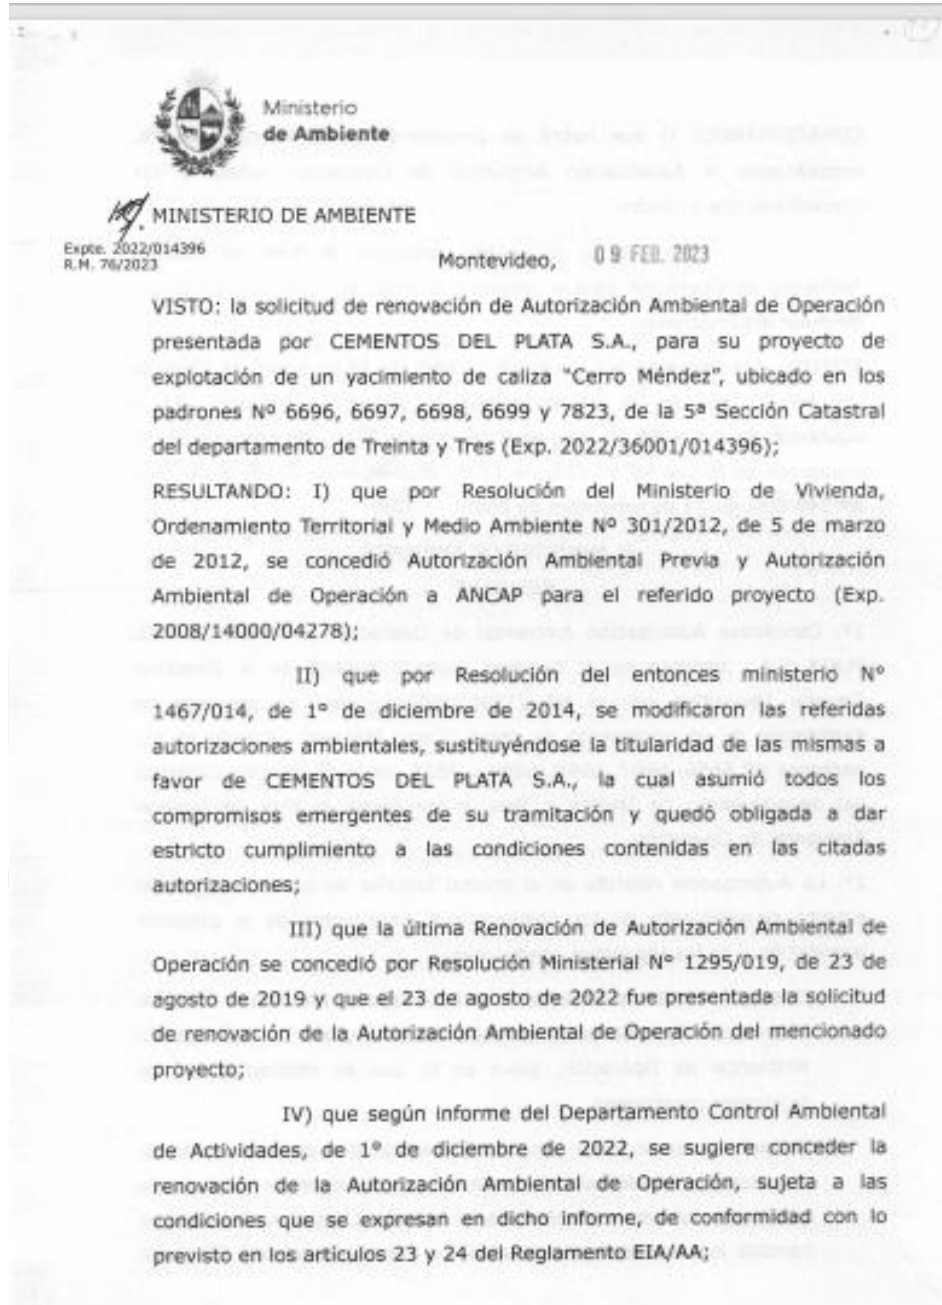 Ministerio
de Ambiente
MINISTERIO DE AMBIENTE
Expte. 2022/014396
R.M. 76/2023
Montevideo, 09 FEB. 2023
VISTO: la solicitud de renovación de Autorización Ambiental de Operación
presentada por CEMENTOS DEL PLATA S.A., para su proyecto de
explotación de un yacimiento de caliza "Cerro Méndez", ubicado en los
padrones Nº 6696, 6697, 6698, 6699 y 7823, de la 5ª Sección Catastral
del departamento de Treinta y Tres (Exp. 2022/36001/014396);
RESULTANDO: I) que por Resolución del Ministerio de Vivienda,
Ordenamiento Territorial y Medio Ambiente Nº 301/2012, de 5 de marzo
de 2012, se concedió Autorización Ambiental Previa y Autorización
Ambiental de Operación a ANCAP para el referido proyecto (Exp.
2008/14000/04278);
II) que por Resolución del entonces ministerio N°
1467/014, de 1° de diciembre de 2014, se modificaron las referidas
autorizaciones ambientales, sustituyéndose la titularidad de las mismas a
favor de CEMENTOS DEL PLATA S.A., la cual asumió todos los
compromisos emergentes de su tramitación y quedó obligada a dar
estricto cumplimiento a las condiciones contenidas en las citadas
autorizaciones;
III) que la última Renovación de Autorización Ambiental de
Operación se concedió por Resolución Ministerial N° 1295/019, de 23 de
agosto de 2019 y que el 23 de agosto de 2022 fue presentada la solicitud
de renovación de la Autorización Ambiental de Operación del mencionado
proyecto;
IV) que según informe del Departamento Control Ambiental
de Actividades, de 1° de diciembre de 2022, se sugiere conceder la
renovación de la Autorización Ambiental de Operación, sujeta a las
condiciones que se expresan en dicho informe, de conformidad con lo
previsto en los artículos 23 y 24 del Reglamento EIA/AA;